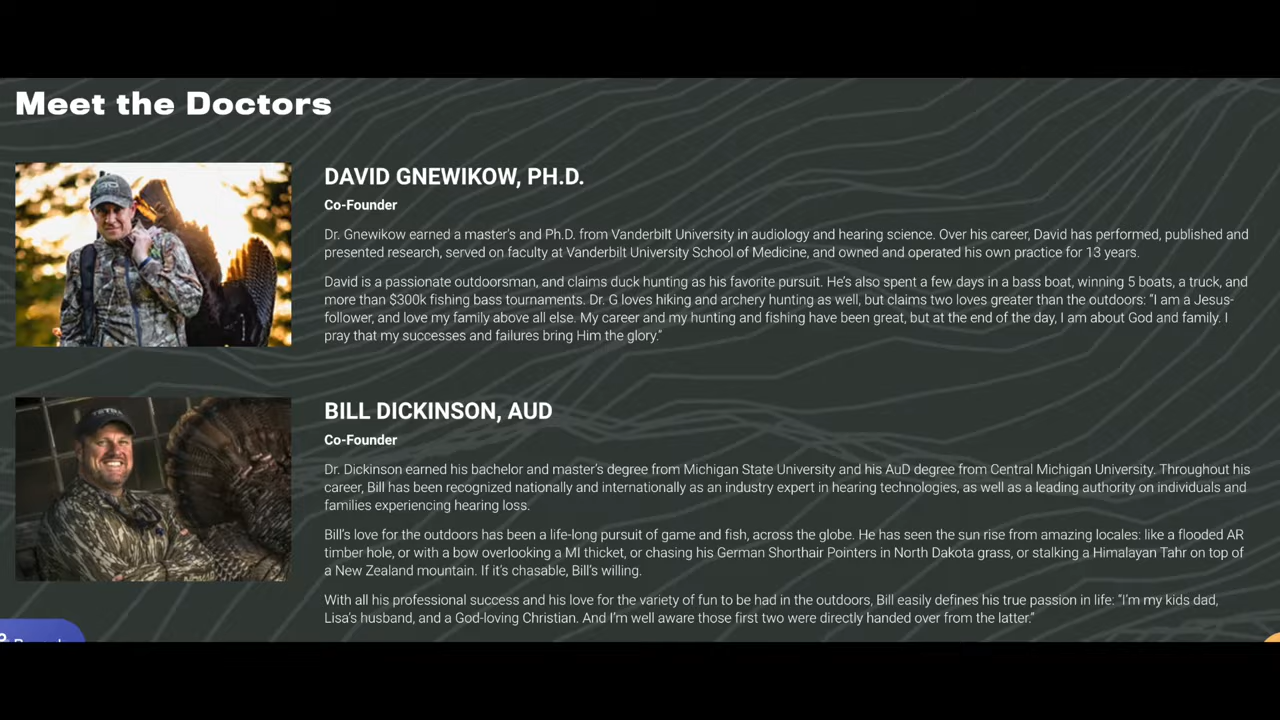 Meet the Doctors
DAVID GNEWIKOW, PH.D.
Co-Founder
Dr. Gnewikow earned a master's and Ph.D. from Vanderbilt University in audiology and hearing science. Over his career, David has performed, published and
presented research, served on faculty at Vanderbilt University School of Medicine, and owned and operated his own practice for 13 years.
David is a passionate outdoorsman, and claims duck hunting as his favorite pursuit. He's also spent a few days in a bass boat, winning 5 boats, a truck, and
more than $300k fishing bass tournaments. Dr. G loves hiking and archery hunting as well, but claims two loves greater than the outdoors: "I am a Jesus-
follower, and love my family above all else. My career and my hunting and fishing have been great, but at the end of the day, I am about God and family. I
pray that my successes and failures bring Him the glory."
BILL DICKINSON, AUD
Co-Founder
Dr. Dickinson earned his bachelor and master's degree from Michigan State University and his AuD degree from Central Michigan University. Throughout his
career, Bill has been recognized nationally and internationally as an industry expert in hearing technologies, as well as a leading authority on individuals and
families experiencing hearing loss.
Bill's love for the outdoors has been a life-long pursuit of game and fish, across the globe. He has seen the sun rise from amazing locales: like a flooded AR
timber hole, or with a bow overlooking a MI thicket, or chasing his German Shorthair Pointers in North Dakota grass, or stalking a Himalayan Tahr on top of
a New Zealand mountain. If it's chasable, Bill's willing.
With all his professional success and his love for the variety of fun to be had in the outdoors, Bill easily defines his true passion in life: "I'm my kids dad,
Lisa's husband, and a God-loving Christian. And I'm well aware those first two were directly handed over from the latter."